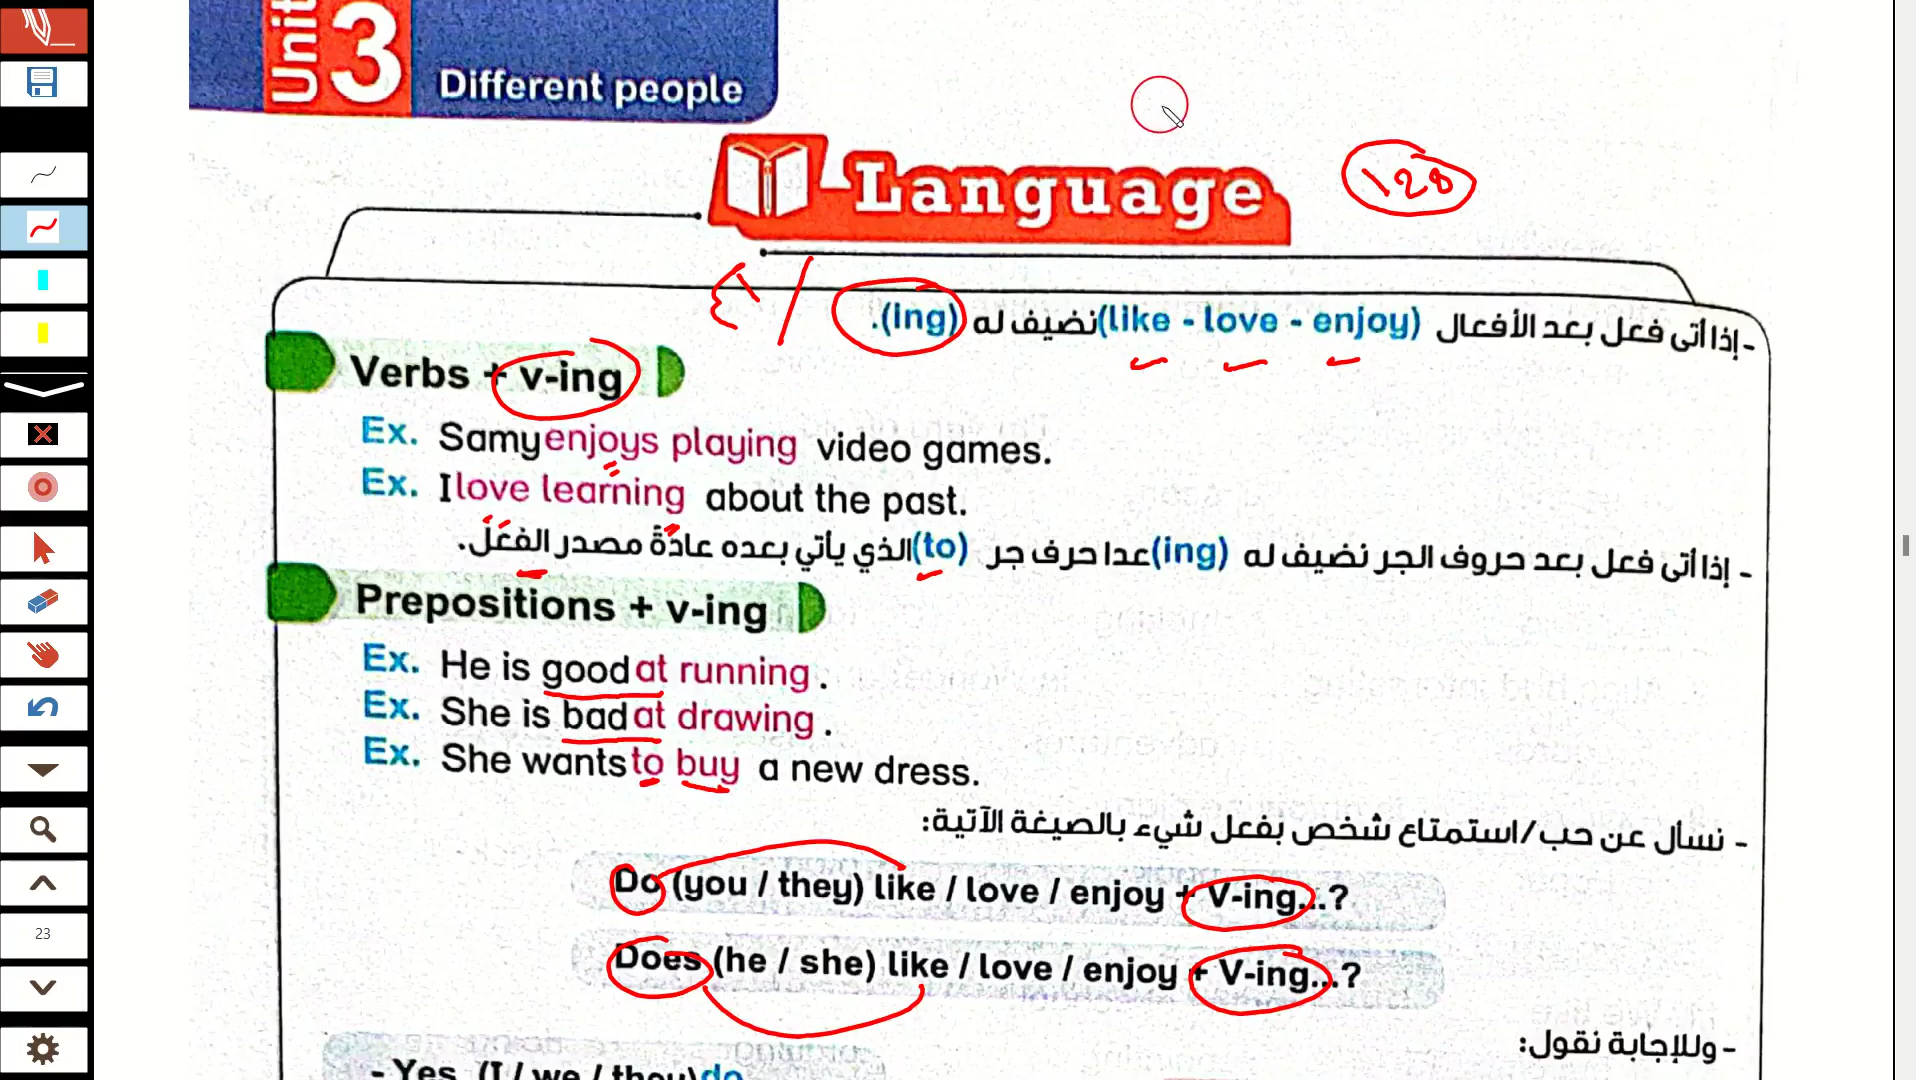 Unit 3
Different people
Language
128
- إذا أتى فعل بعد الأفعال (like - love - enjoy) نضيف له (ing).
Verbs + v-ing
Ex. Samy enjoys playing video games.
Ex. I love learning about the past.
- إذا أتى فعل بعد حروف الجر نضيف له (ing) عدا حرف جر (to) الذي يأتي بعده عادةً مصدر الفعل.
Prepositions + v-ing
Ex. He is good at running .
Ex. She is bad at drawing .
Ex. She wants to buy a new dress.
- نسأل عن حب/استمتاع شخص بفعل شيء بالصيغة الآتية:
Do (you / they) like / love / enjoy + V-ing...?
Does (he / she) like / love / enjoy + V-ing...?
23
- وللإجابة نقول:
- Yes, (I / we / they) do